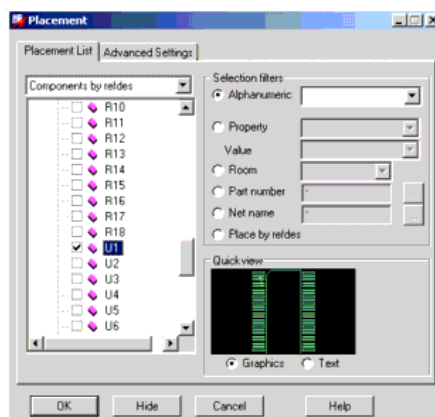 Placement
Placement List
Advanced Settings
Components by refdes
R10
R11
R12
R13
R14
R15
R16
R17
R18
U1
U2
U3
U4
U5
U6
Selection filters
Alphanumeric
Property
Value
Room
Part number
*
Net name
*
...
Place by refdes
Quickview
Graphics
Text
OK
Hide
Cancel
Help